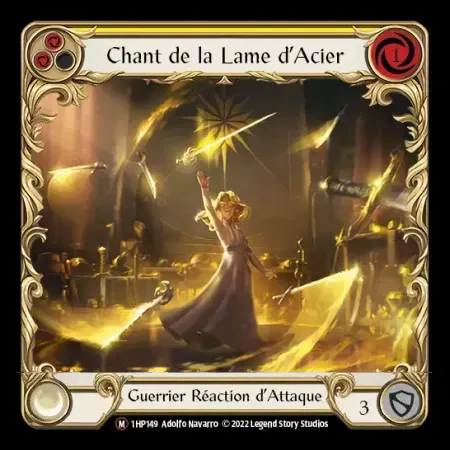 Chant de la Lame d'Acier
1
Guerrier Réaction d'Attaque
3
M 1HP149 Adolfo Navarro © 2022 Legend Story Studios